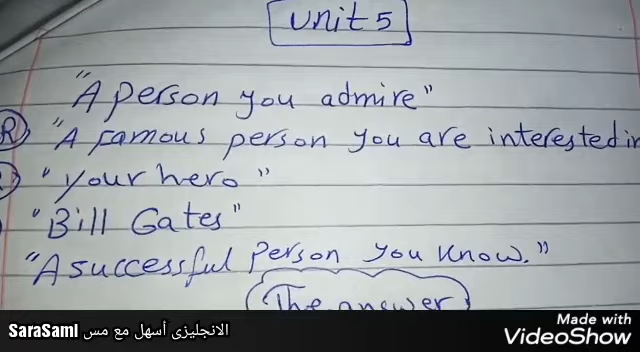 Unit 5
"A person you admire"
R "A famous person you are interested in
"your hero"
"Bill Gates"
"A successful Person you Know."
The answer
Made with
VideoShow
الانجليزى أسهل مع مس SaraSamI